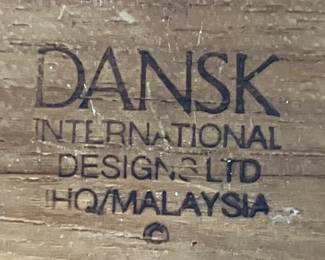 DANSK
INTERNATIONAL
DESIGNS LTD
IHQ/MALAYSIA
©